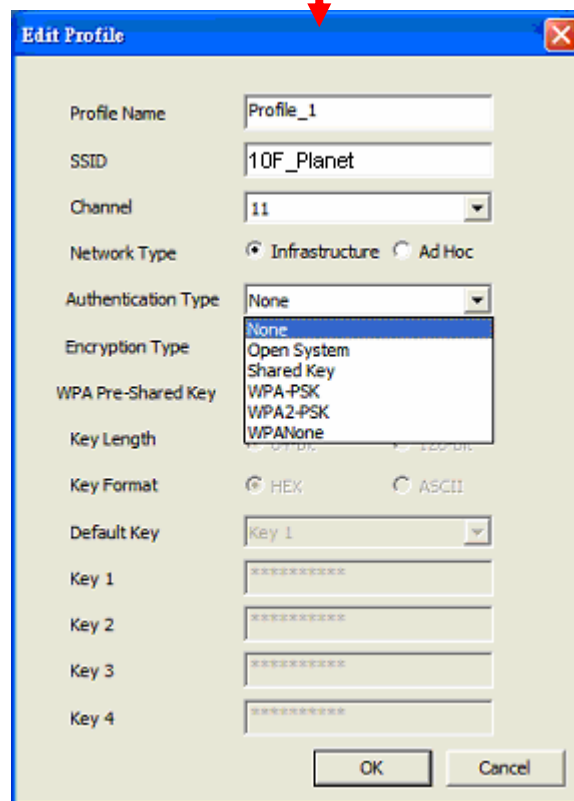 Edit Profile
Profile Name Profile_1
SSID 10F_Planet
Channel 11
Network Type Infrastructure Ad Hoc
Authentication Type None
None
Encryption Type Open System
Shared Key
WPA Pre-Shared Key WPA-PSK
WPA2-PSK
Key Length WPANone
Key Format HEX ASCII
Default Key Key 1
Key 1 **********
Key 2 **********
Key 3 **********
Key 4 **********
OK Cancel